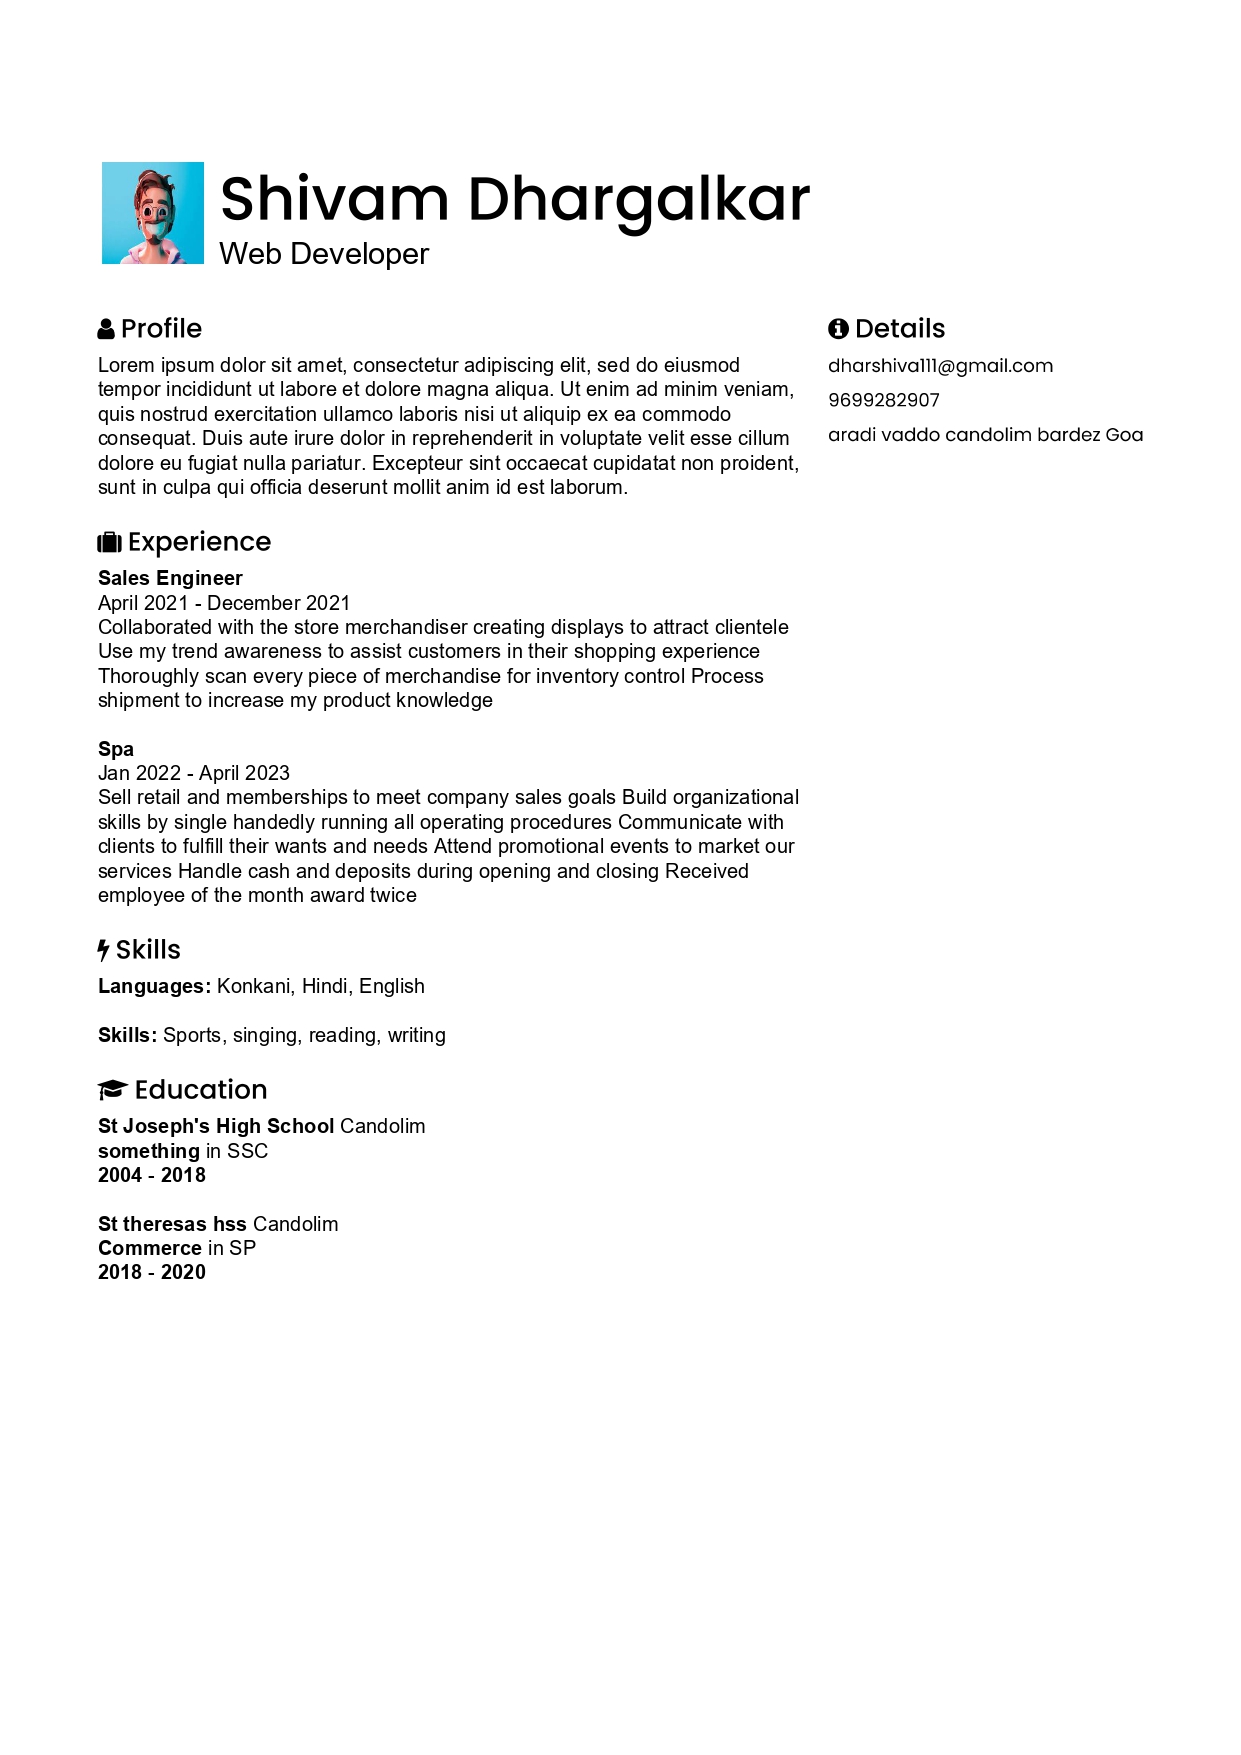 Shivam Dhargalkar
Web Developer
Profile
Lorem ipsum dolor sit amet, consectetur adipiscing elit, sed do eiusmod
tempor incididunt ut labore et dolore magna aliqua. Ut enim ad minim veniam,
quis nostrud exercitation ullamco laboris nisi ut aliquip ex ea commodo
consequat. Duis aute irure dolor in reprehenderit in voluptate velit esse cillum
dolore eu fugiat nulla pariatur. Excepteur sint occaecat cupidatat non proident,
sunt in culpa qui officia deserunt mollit anim id est laborum.
Experience
Sales Engineer
April 2021 - December 2021
Collaborated with the store merchandiser creating displays to attract clientele
Use my trend awareness to assist customers in their shopping experience
Thoroughly scan every piece of merchandise for inventory control Process
shipment to increase my product knowledge
Spa
Jan 2022 - April 2023
Sell retail and memberships to meet company sales goals Build organizational
skills by single handedly running all operating procedures Communicate with
clients to fulfill their wants and needs Attend promotional events to market our
services Handle cash and deposits during opening and closing Received
employee of the month award twice
Skills
Languages: Konkani, Hindi, English
Skills: Sports, singing, reading, writing
Education
St Joseph's High School Candolim
something in SSC
2004 - 2018
St theresas hss Candolim
Commerce in SP
2018 - 2020
Details
dharshiva111@gmail.com
9699282907
aradi vaddo candolim bardez Goa